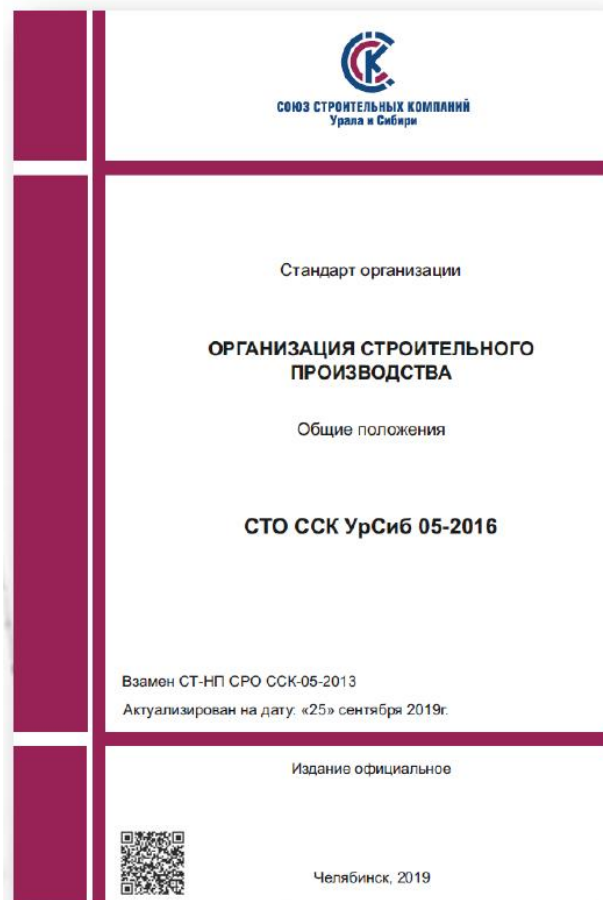 СОЮЗ СТРОИТЕЛЬНЫХ КОМПАНИЙ
Урала и Сибири
Стандарт организации
ОРГАНИЗАЦИЯ СТРОИТЕЛЬНОГО
ПРОИЗВОДСТВА
Общие положения
СТО ССК УрСиб 05-2016
Взамен СТ-НП СРО ССК-05-2013
Актуализирован на дату: «25» сентября 2019г.
Издание официальное
Челябинск, 2019